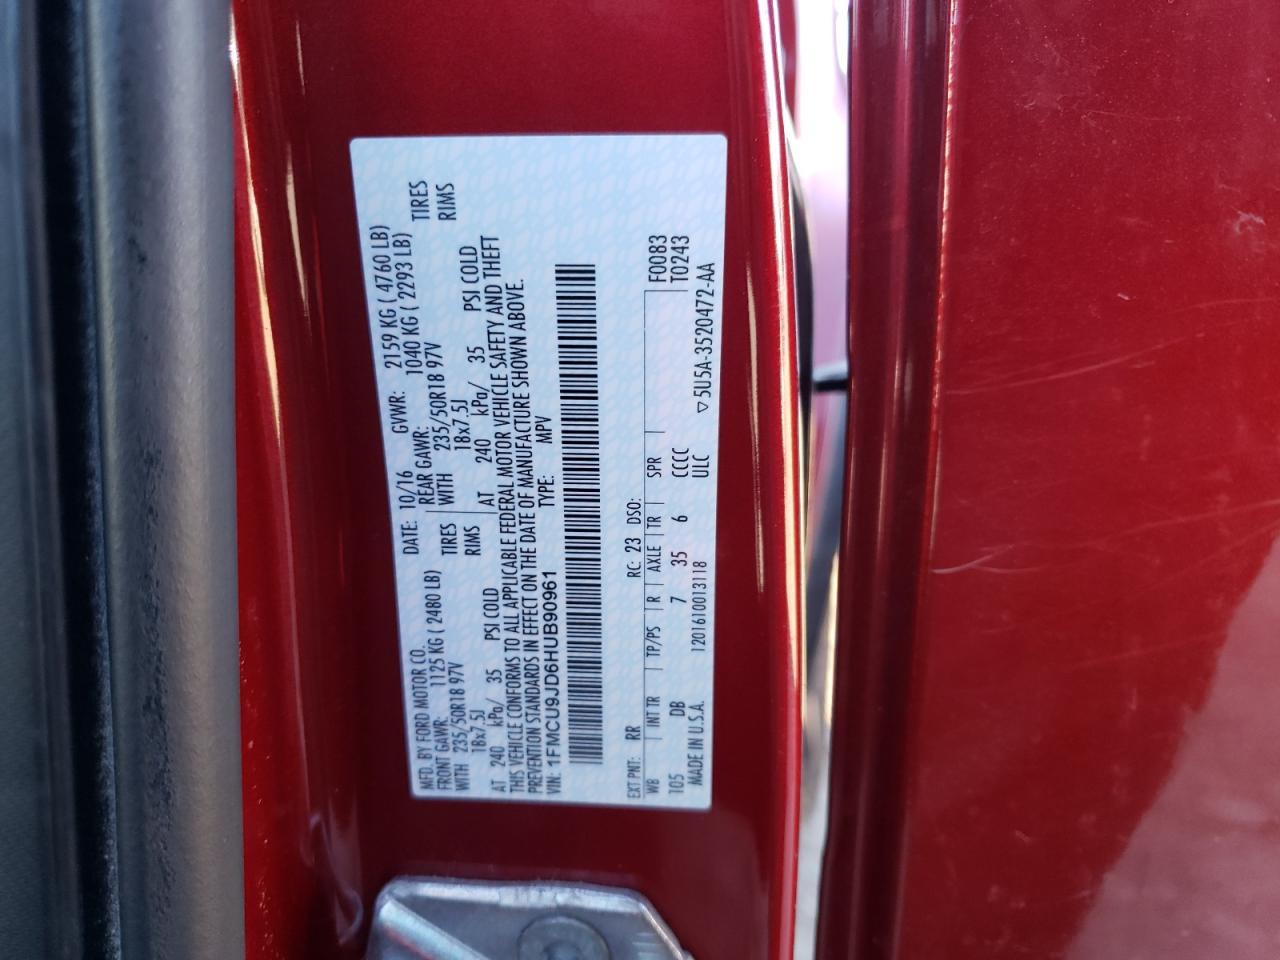 MFD. BY FORD MOTOR CO.
DATE: 10/16 GVWR: 2159 KG ( 4760 LB)
FRONT GAWR: 1125 KG ( 2480 LB)
REAR GAWR: 1040 KG ( 2293 LB)
WITH 235/50R18 97V TIRES
WITH 235/50R18 97V TIRES
18x7.5J RIMS
18x7.5J RIMS
AT 240 kPa/ 35 PSI COLD
AT 240 kPa/ 35 PSI COLD
THIS VEHICLE CONFORMS TO ALL APPLICABLE FEDERAL MOTOR VEHICLE SAFETY AND THEFT
PREVENTION STANDARDS IN EFFECT ON THE DATE OF MANUFACTURE SHOWN ABOVE.
VIN: 1FMCU9JD6HUB90961 TYPE: MPV
EXT PNT: RR RC: 23 DSO:
WB | INT TR | TP/PS | R | AXLE | TR | SPR | F0083
105 DB 7 35 6 CCCC T0243
MADE IN U.S.A. 1201610013118 ULC ▽5U5A-3520472-AA